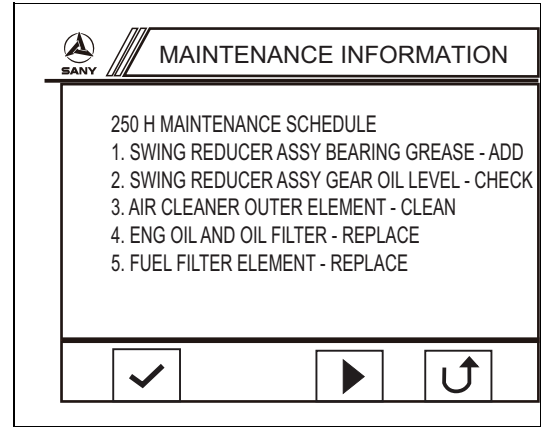 SANY
MAINTENANCE INFORMATION
250 H MAINTENANCE SCHEDULE
1. SWING REDUCER ASSY BEARING GREASE - ADD
2. SWING REDUCER ASSY GEAR OIL LEVEL - CHECK
3. AIR CLEANER OUTER ELEMENT - CLEAN
4. ENG OIL AND OIL FILTER - REPLACE
5. FUEL FILTER ELEMENT - REPLACE